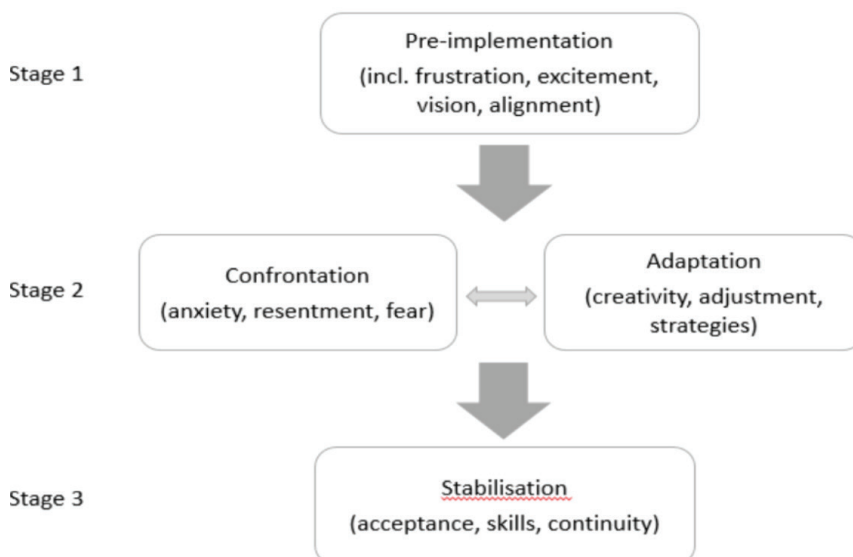 Stage 1
Pre-implementation
(incl. frustration, excitement,
vision, alignment)
Stage 2
Confrontation
(anxiety, resentment, fear)
Adaptation
(creativity, adjustment,
strategies)
Stage 3
Stabilisation
(acceptance, skills, continuity)